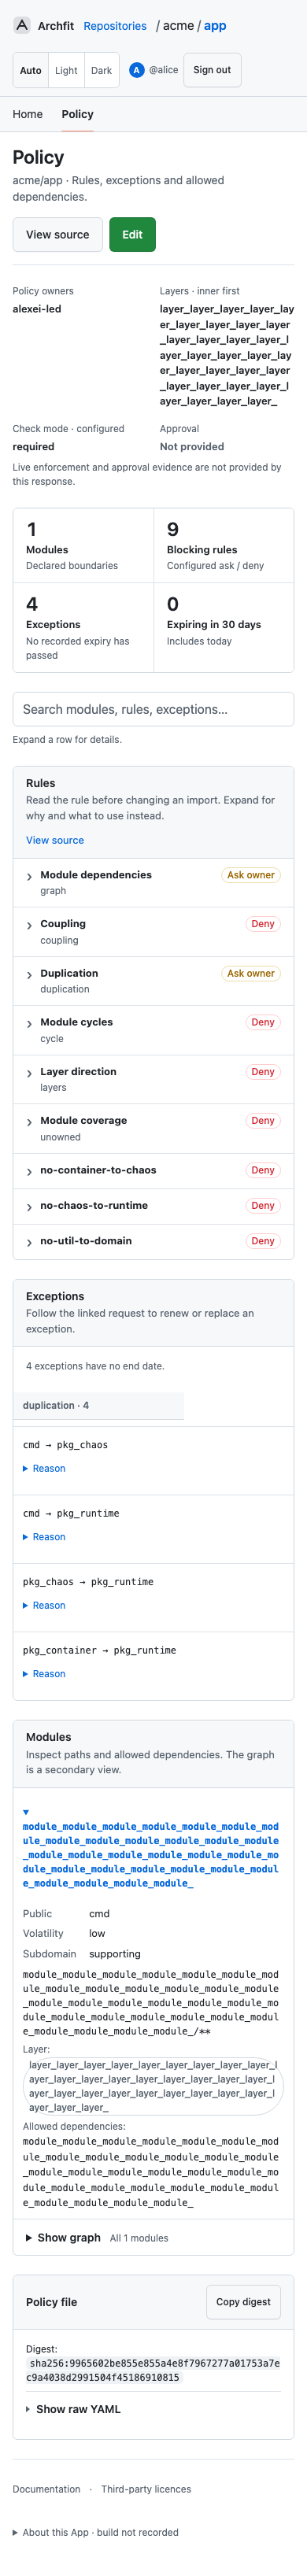 Archfit Repositories / acme / app
Auto Light Dark A @alice Sign out
Home Policy
Policy
acme/app · Rules, exceptions and allowed
dependencies.
View source Edit
Policy owners
alexei-led
Layers · inner first
layer_layer_layer_layer_lay
er_layer_layer_layer_layer
_layer_layer_layer_layer_l
ayer_layer_layer_layer_lay
er_layer_layer_layer_layer
_layer_layer_layer_layer_l
ayer_layer_layer_layer_
Check mode · configured
required
Approval
Not provided
Live enforcement and approval evidence are not provided by
this response.
1
Modules
Declared boundaries
9
Blocking rules
Configured ask / deny
4
Exceptions
No recorded expiry has
passed
0
Expiring in 30 days
Includes today
Search modules, rules, exceptions...
Expand a row for details.
Rules
Read the rule before changing an import. Expand for
why and what to use instead.
View source
Module dependencies Ask owner
graph
Coupling Deny
coupling
Duplication Ask owner
duplication
Module cycles Deny
cycle
Layer direction Deny
layers
Module coverage Deny
unowned
no-container-to-chaos Deny
no-chaos-to-runtime Deny
no-util-to-domain Deny
Exceptions
Follow the linked request to renew or replace an
exception.
4 exceptions have no end date.
duplication · 4
cmd → pkg_chaos
Reason
cmd → pkg_runtime
Reason
pkg_chaos → pkg_runtime
Reason
pkg_container → pkg_runtime
Reason
Modules
Inspect paths and allowed dependencies. The graph
is a secondary view.
module_module_module_module_module_module_mod
ule_module_module_module_module_module_module
_module_module_module_module_module_module_mo
dule_module_module_module_module_module_modul
e_module_module_module_module_
Public cmd
Volatility low
Subdomain supporting
module_module_module_module_module_module_mod
ule_module_module_module_module_module_module
_module_module_module_module_module_module_mo
dule_module_module_module_module_module_modul
e_module_module_module_module_/**
Layer:
layer_layer_layer_layer_layer_layer_layer_layer_layer_l
ayer_layer_layer_layer_layer_layer_layer_layer_layer_l
ayer_layer_layer_layer_layer_layer_layer_layer_layer_l
ayer_layer_layer_
Allowed dependencies:
module_module_module_module_module_module_mod
ule_module_module_module_module_module_module
_module_module_module_module_module_module_mo
dule_module_module_module_module_module_modul
e_module_module_module_module_
Show graph All 1 modules
Policy file Copy digest
Digest:
sha256:9965602be855e855a4e8f7967277a01753a7e
c9a4038d2991504f45186910815
Show raw YAML
Documentation · Third-party licences
About this App · build not recorded